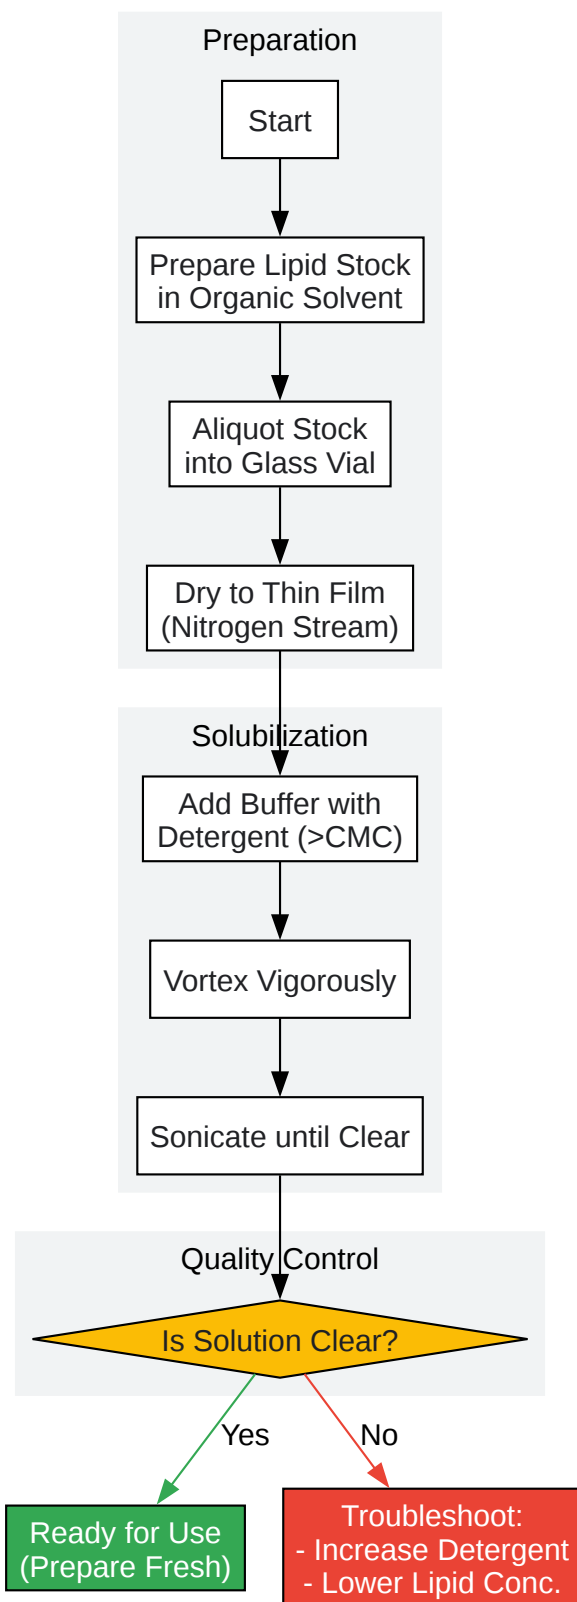 Preparation
Start
Prepare Lipid Stock
in Organic Solvent
Aliquot Stock
into Glass Vial
Dry to Thin Film
(Nitrogen Stream)
Solubilization
Add Buffer with
Detergent (>CMC)
Vortex Vigorously
Sonicate until Clear
Quality Control
Is Solution Clear?
Yes
No
Ready for Use
(Prepare Fresh)
Troubleshoot:
- Increase Detergent
- Lower Lipid Conc.